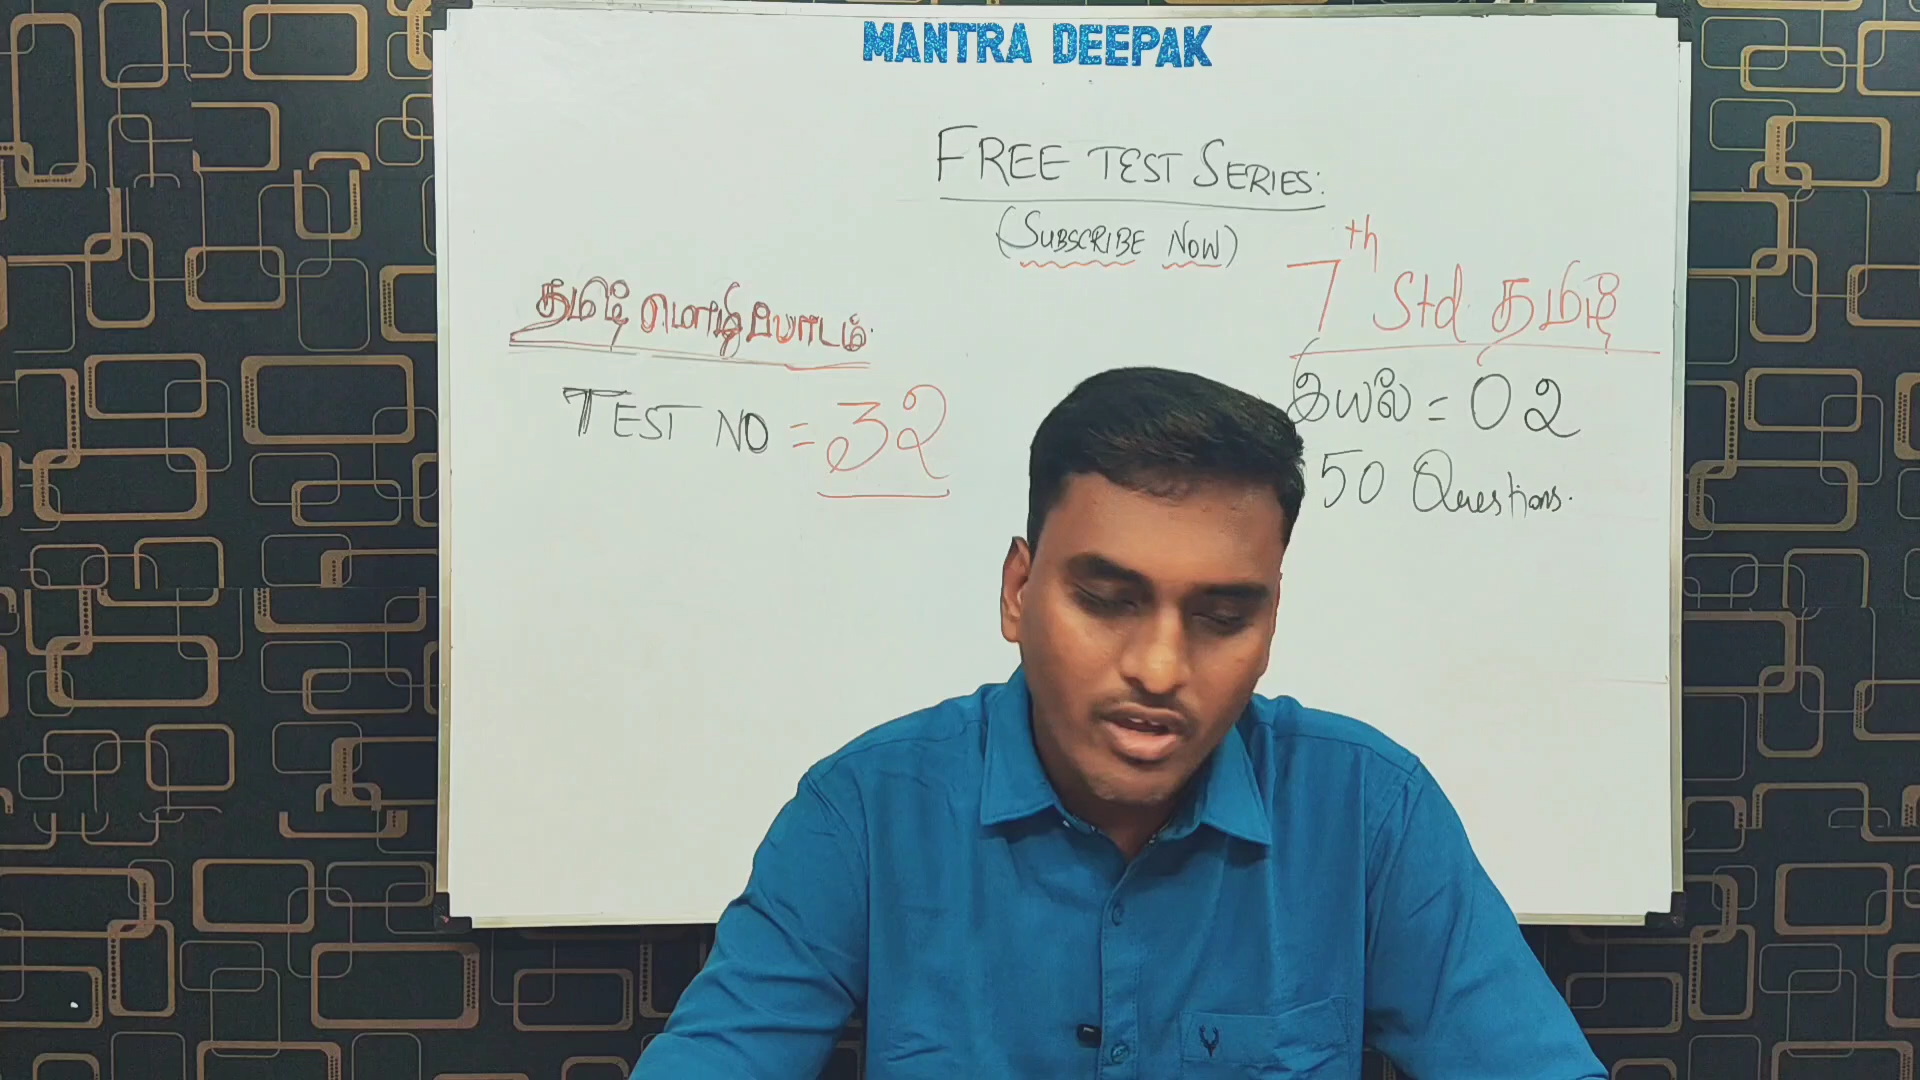 MANTRA DEEPAK
FREE TEST SERIES:
(SUBSCRIBE NOW)
தமிழ் மொழிப்பாடம்
TEST NO = 32
7th Std தமிழ்
இயல் = 02
50 Questions.